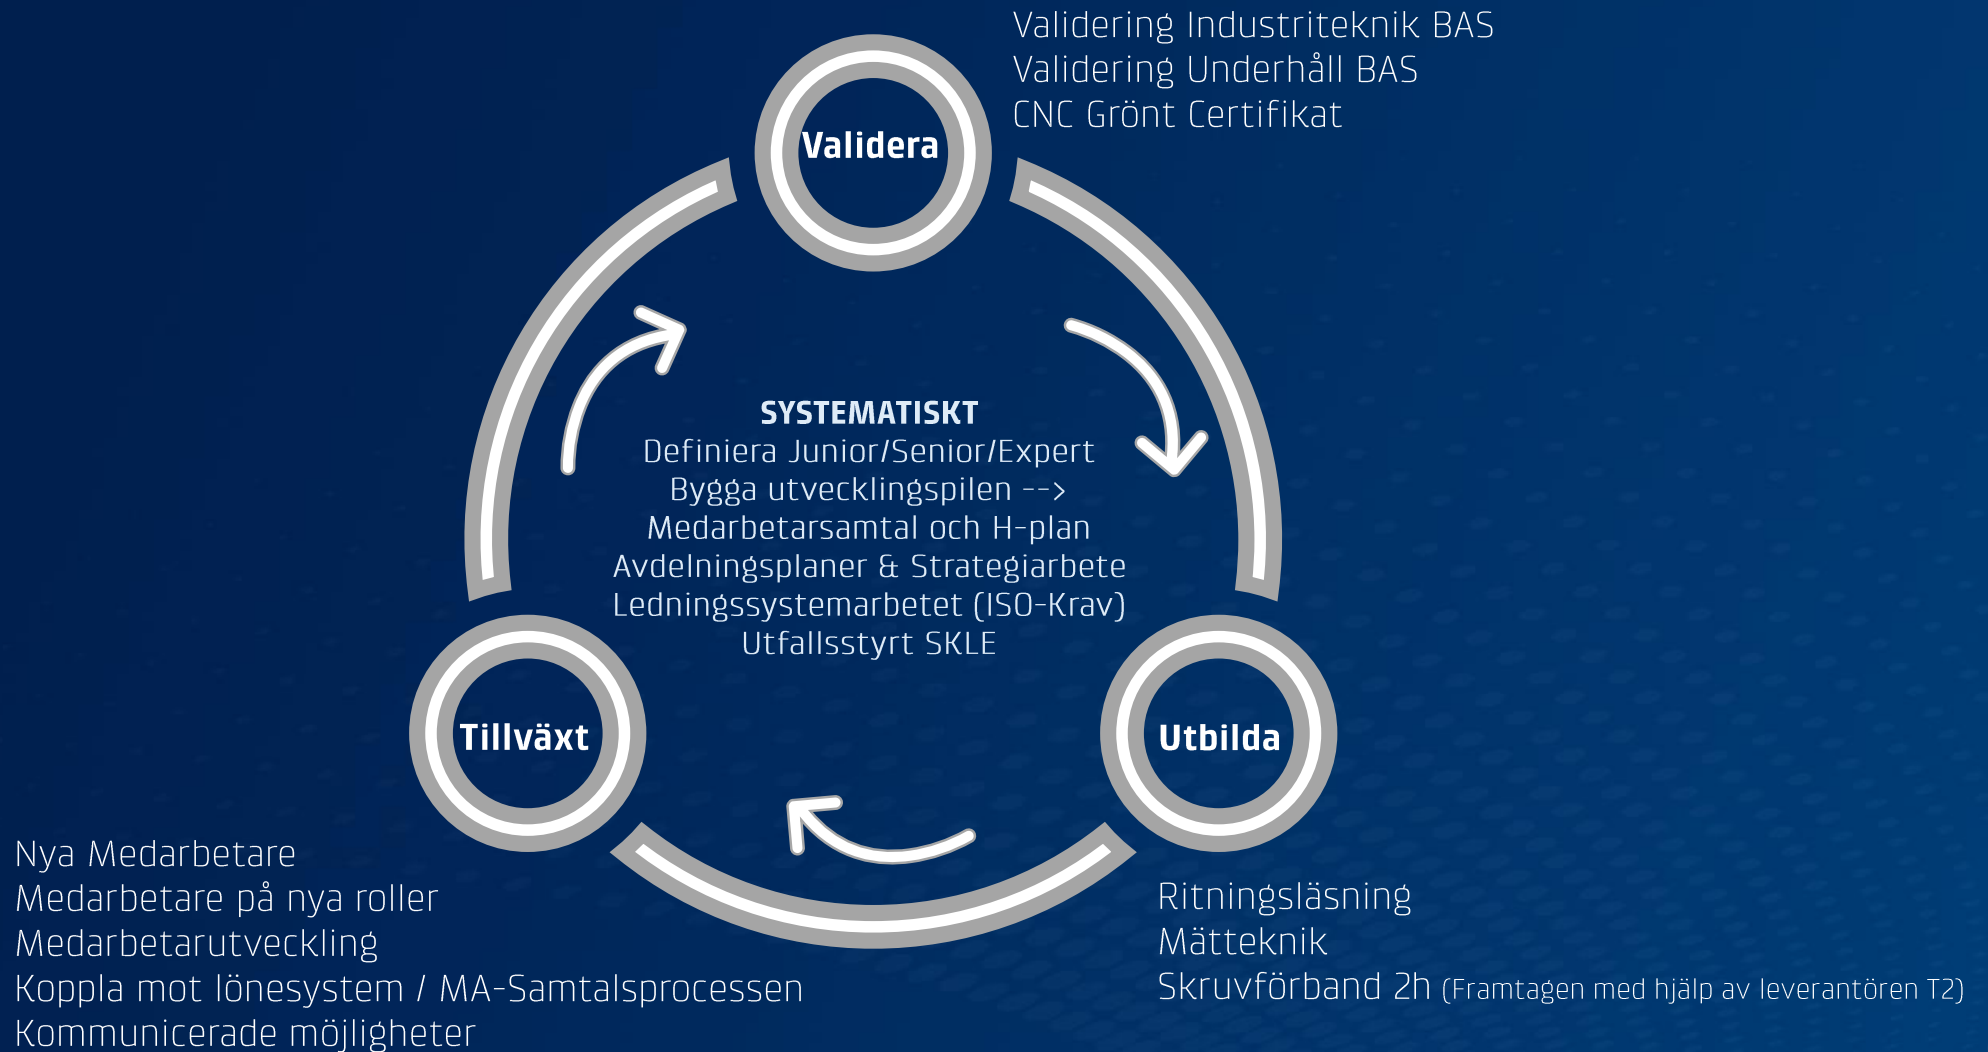 Validering Industriteknik BAS
Validering Underhåll BAS
CNC Grönt Certifikat
Validera
SYSTEMATISKT
Definiera Junior/Senior/Expert
Bygga utvecklingspilen -->
Medarbetarsamtal och H-plan
Avdelningsplaner & Strategiarbete
Ledningssystemarbetet (ISO-Krav)
Utfallsstyrt SKLE
Tillväxt
Utbilda
Nya Medarbetare
Medarbetare på nya roller
Medarbetarutveckling
Koppla mot lönesystem / MA-Samtalsprocessen
Kommunicerade möjligheter
Ritningsläsning
Mätteknik
Skruvförband 2h (Framtagen med hjälp av leverantören T2)